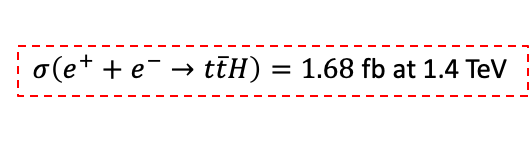 σ(e⁺ + e⁻ → tt̄H) = 1.68 fb at 1.4 TeV